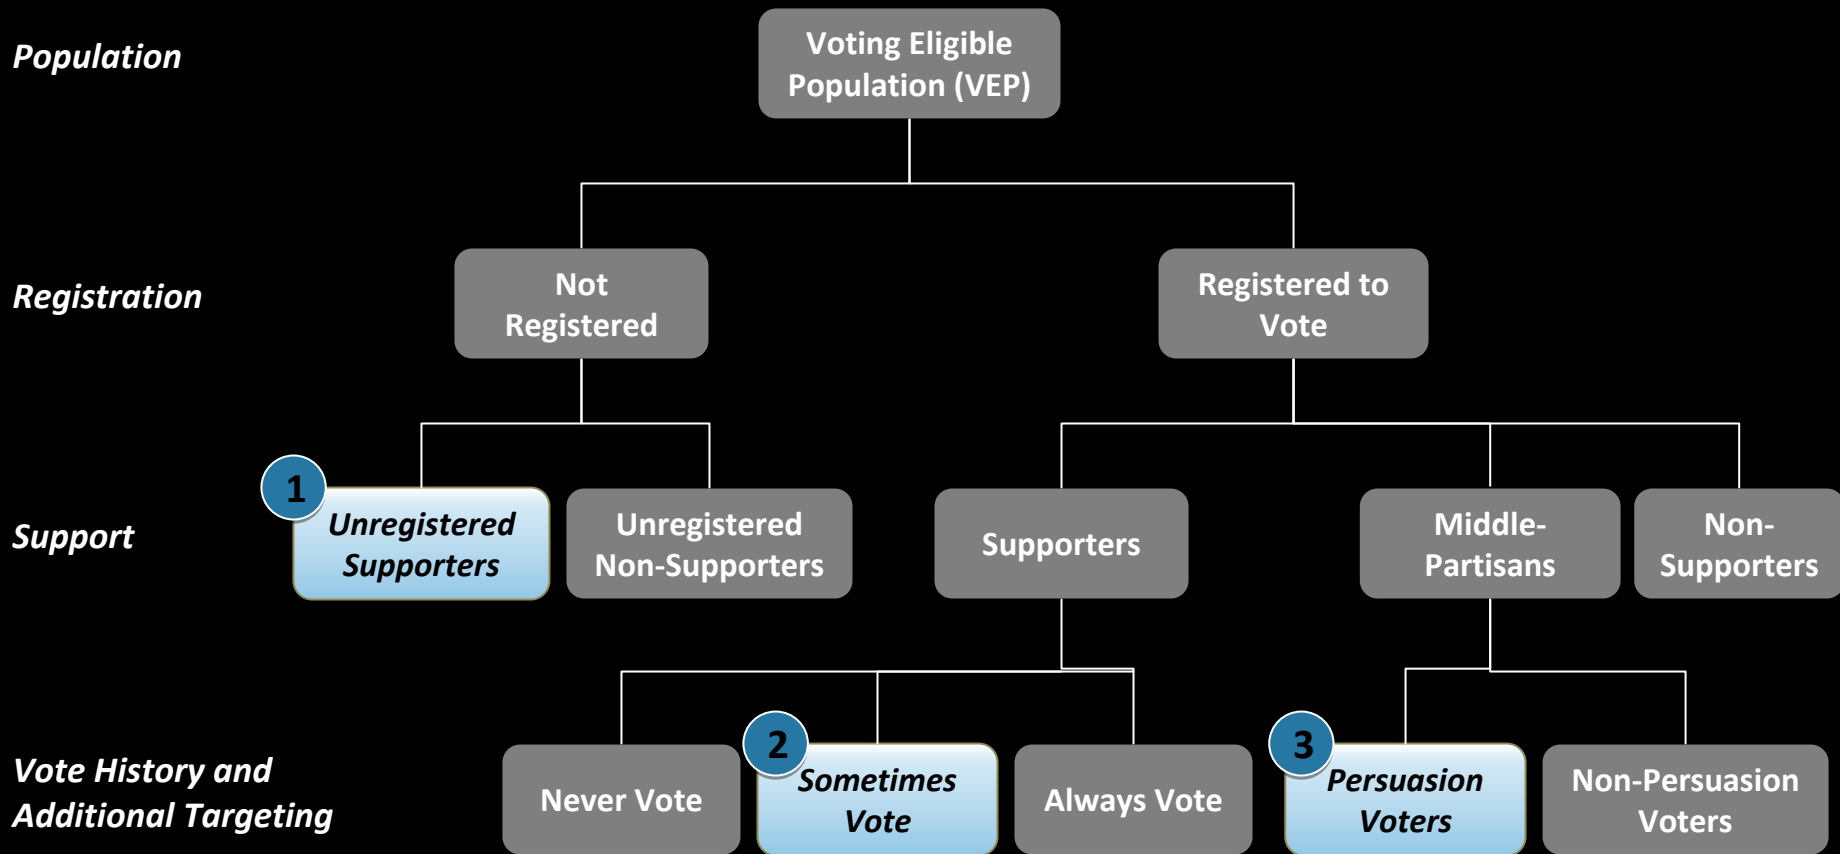 Population
Voting Eligible
Population (VEP)
Registration
Not
Registered
Registered to
Vote
Support
1
Unregistered
Supporters
Unregistered
Non-Supporters
Supporters
Middle-
Partisans
Non-
Supporters
Vote History and
Additional Targeting
Never Vote
2
Sometimes
Vote
Always Vote
3
Persuasion
Voters
Non-Persuasion
Voters